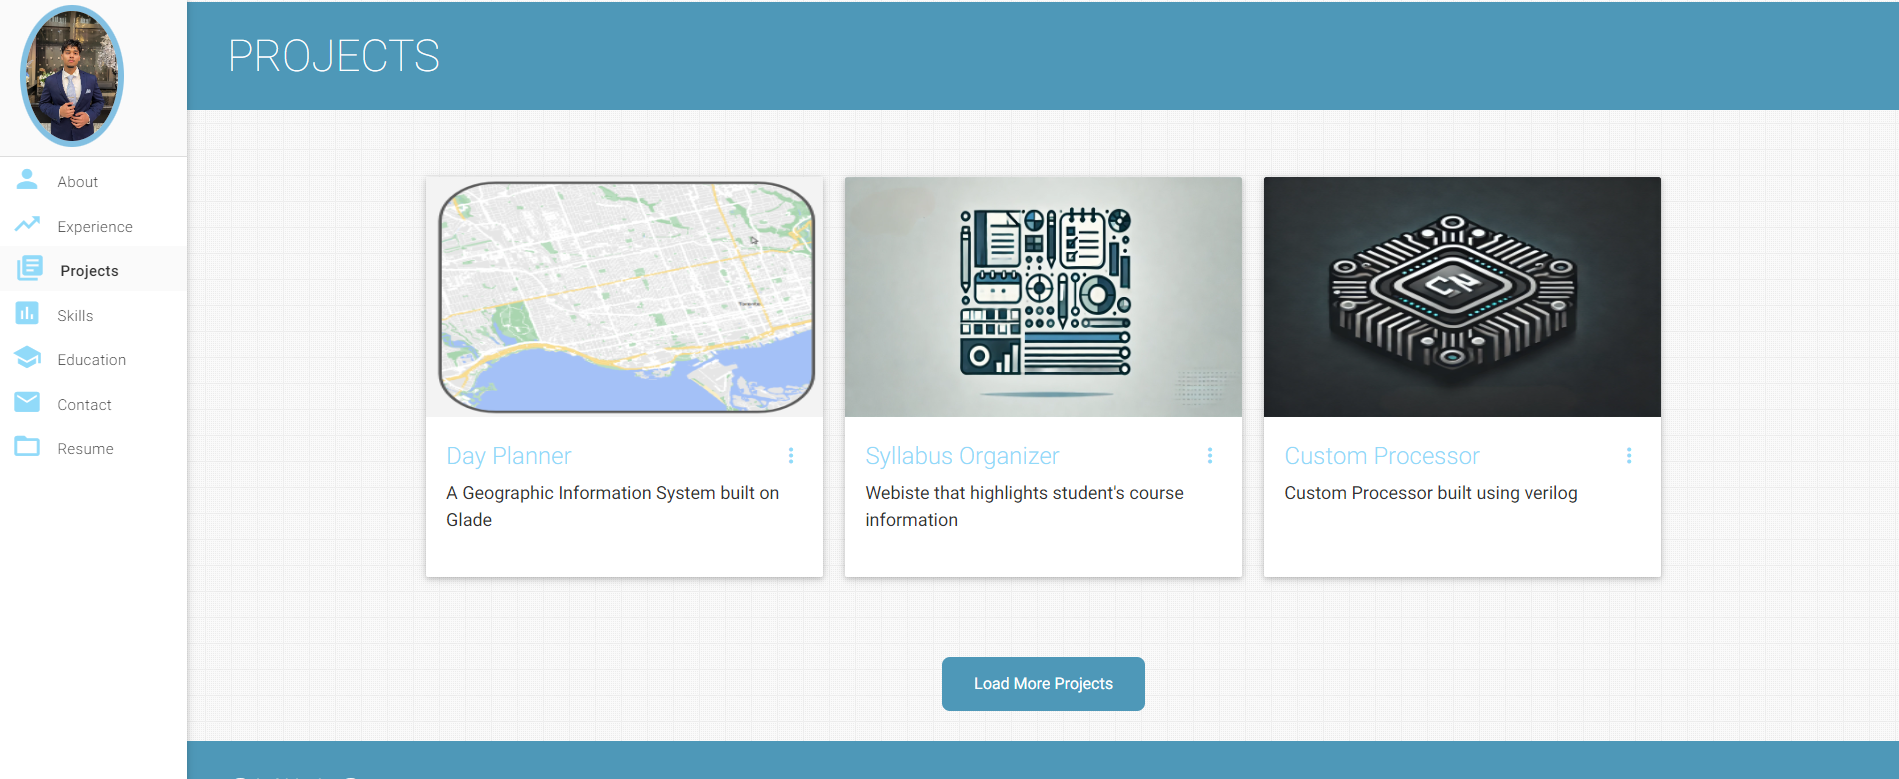 PROJECTS
About
Experience
Projects
Skills
Education
Contact
Resume
Day Planner
A Geographic Information System built on
Glade
Syllabus Organizer
Webiste that highlights student's course
information
Custom Processor
Custom Processor built using verilog
Load More Projects